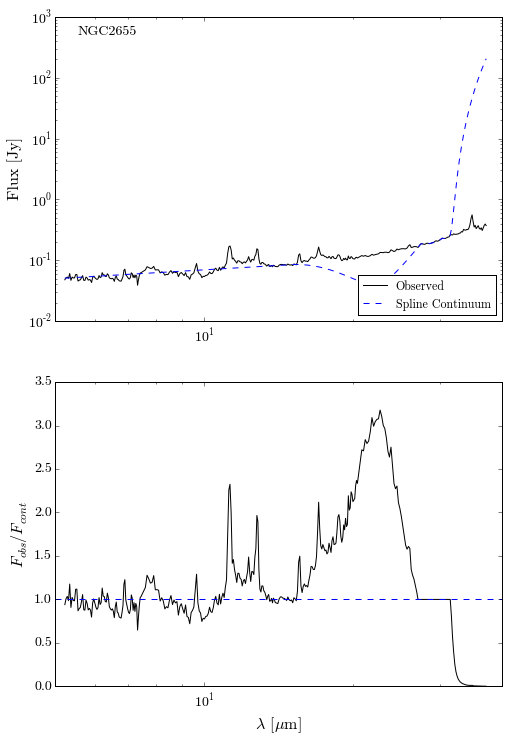 NGC2655
Flux [Jy]
10^3
10^2
10^1
10^0
10^-1
10^-2
10^1
Observed
Spline Continuum
F_obs/F_cont
3.5
3.0
2.5
2.0
1.5
1.0
0.5
0.0
10^1
λ [μm]